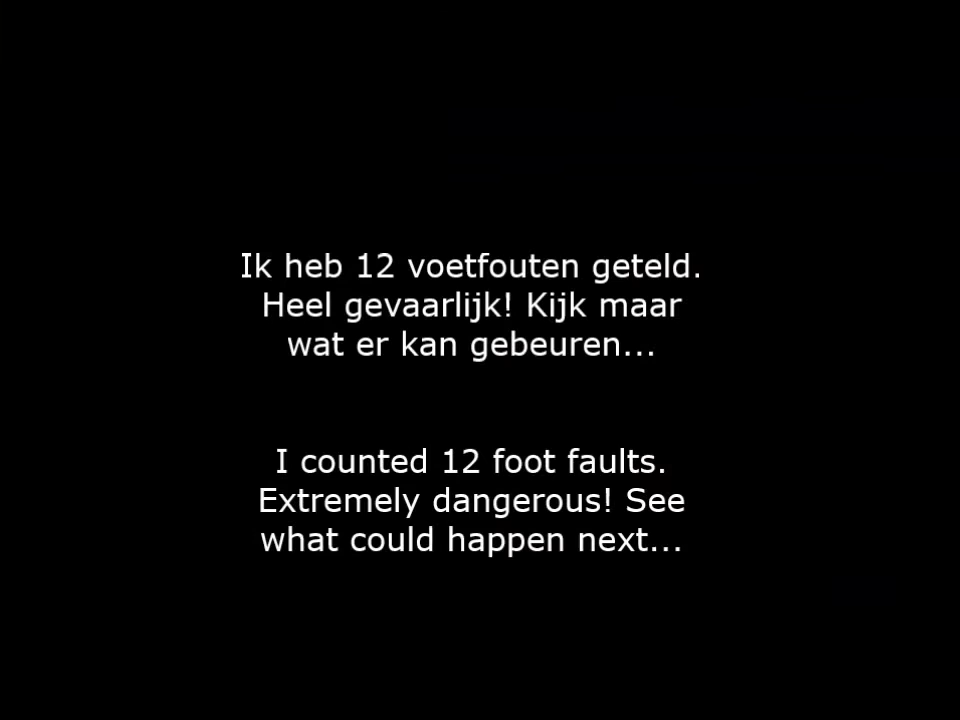 Ik heb 12 voetfouten geteld.
Heel gevaarlijk! Kijk maar
wat er kan gebeuren...
I counted 12 foot faults.
Extremely dangerous! See
what could happen next...